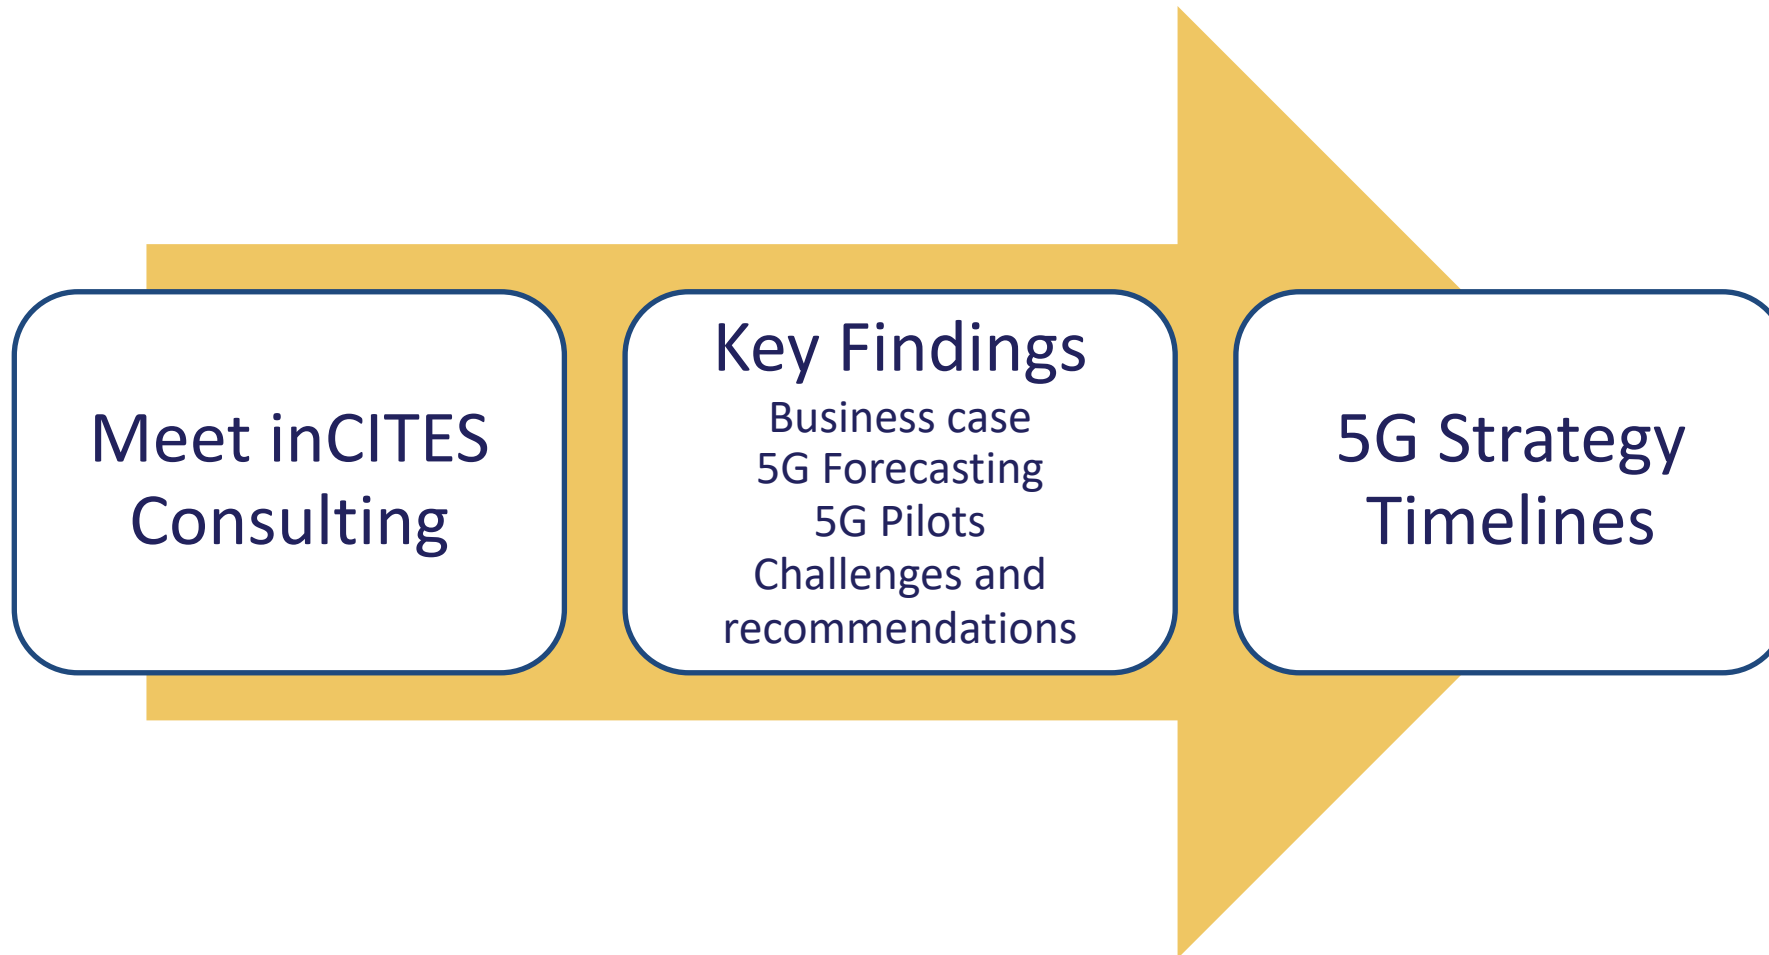 Meet inCITES
Consulting
Key Findings
Business case
5G Forecasting
5G Pilots
Challenges and
recommendations
5G Strategy
Timelines